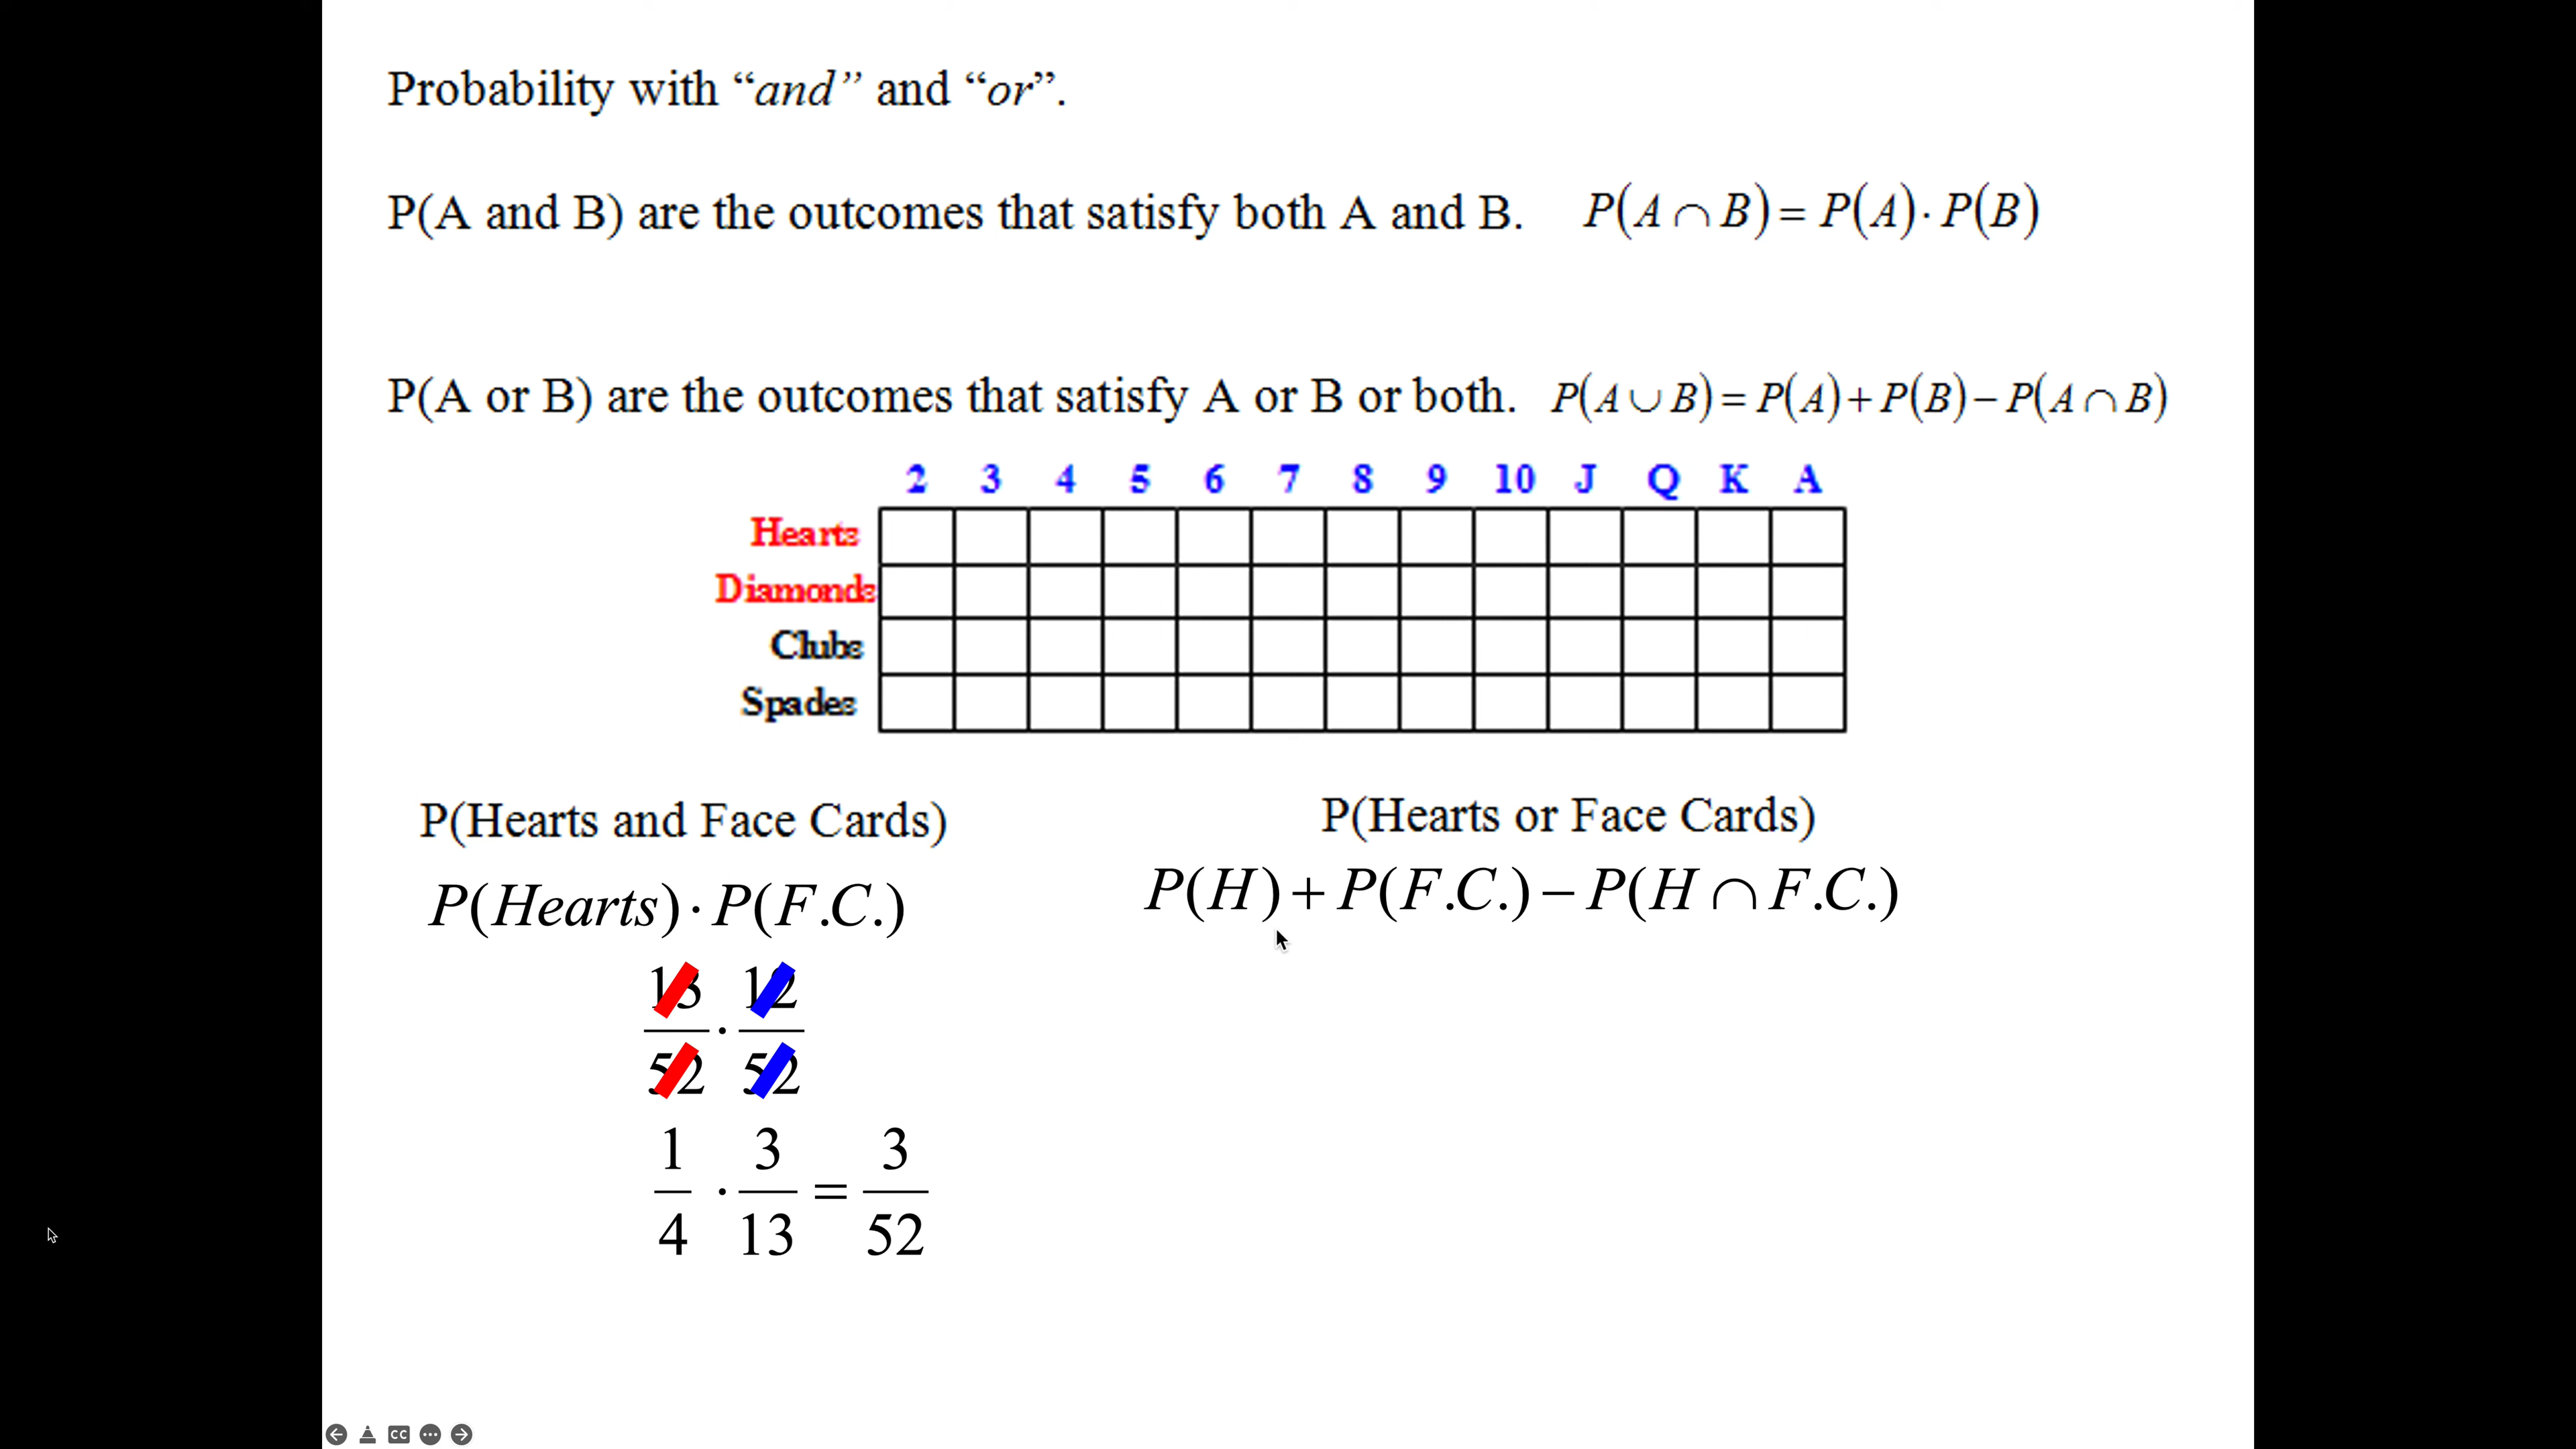 Probability with “and” and “or”.
P(A and B) are the outcomes that satisfy both A and B. P(A ∩ B) = P(A) · P(B)
P(A or B) are the outcomes that satisfy A or B or both. P(A ∪ B) = P(A) + P(B) − P(A ∩ B)
2 3 4 5 6 7 8 9 10 J Q K A
Hearts
Diamonds
Clubs
Spades
P(Hearts and Face Cards)
P(Hearts) · P(F.C.)
13/52 · 12/52
1/4 · 3/13 = 3/52
P(Hearts or Face Cards)
P(H) + P(F.C.) − P(H ∩ F.C.)
CC